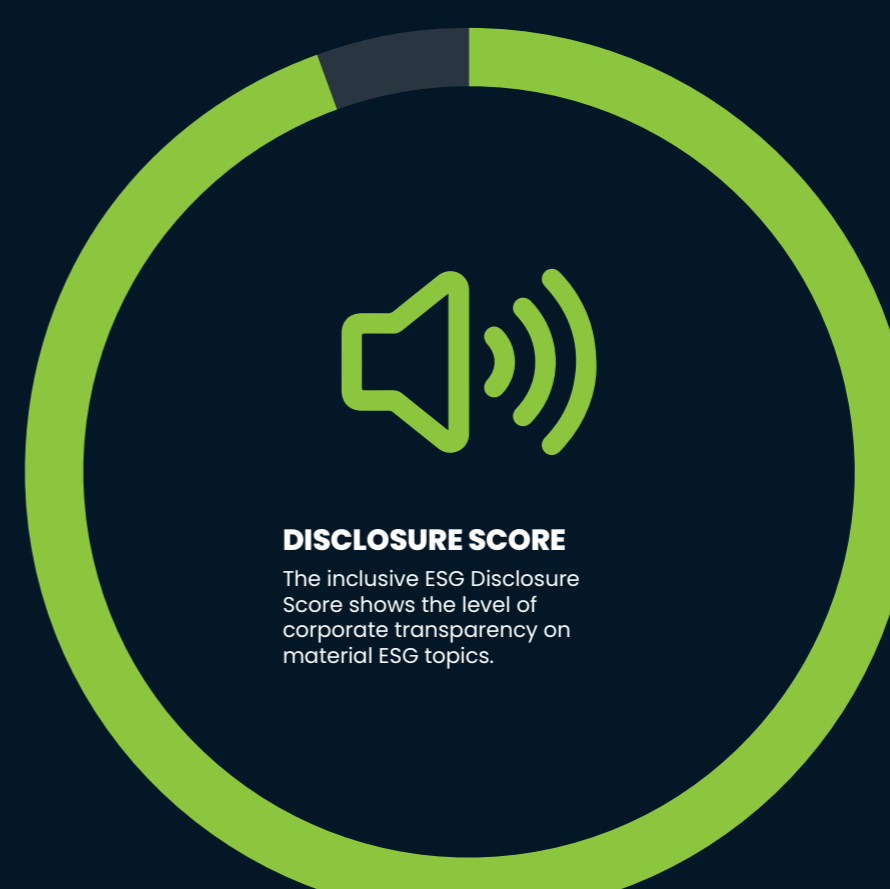 DISCLOSURE SCORE
The inclusive ESG Disclosure
Score shows the level of
corporate transparency on
material ESG topics.